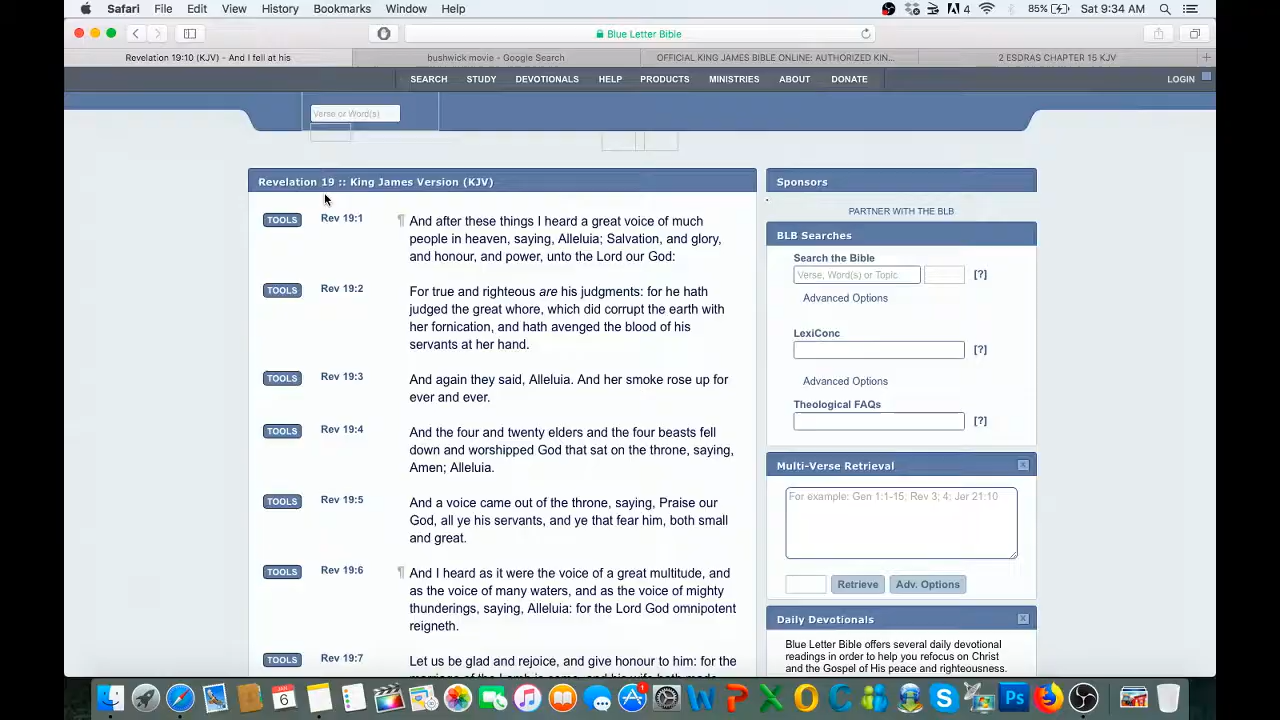 Safari File Edit View History Bookmarks Window Help
4 85% Sat 9:34 AM
Blue Letter Bible
Revelation 19:10 (KJV) - And I fell at his
bushwick movie - Google Search
OFFICIAL KING JAMES BIBLE ONLINE: AUTHORIZED KIN...
2 ESDRAS CHAPTER 15 KJV
SEARCH STUDY DEVOTIONALS HELP PRODUCTS MINISTRIES ABOUT DONATE LOGIN
Verse or Word(s)
Revelation 19 :: King James Version (KJV)
TOOLS Rev 19:1 ¶ And after these things I heard a great voice of much
people in heaven, saying, Alleluia; Salvation, and glory,
and honour, and power, unto the Lord our God:
TOOLS Rev 19:2 For true and righteous are his judgments: for he hath
judged the great whore, which did corrupt the earth with
her fornication, and hath avenged the blood of his
servants at her hand.
TOOLS Rev 19:3 And again they said, Alleluia. And her smoke rose up for
ever and ever.
TOOLS Rev 19:4 And the four and twenty elders and the four beasts fell
down and worshipped God that sat on the throne, saying,
Amen; Alleluia.
TOOLS Rev 19:5 And a voice came out of the throne, saying, Praise our
God, all ye his servants, and ye that fear him, both small
and great.
TOOLS Rev 19:6 ¶ And I heard as it were the voice of a great multitude, and
as the voice of many waters, and as the voice of mighty
thunderings, saying, Alleluia: for the Lord God omnipotent
reigneth.
TOOLS Rev 19:7 Let us be glad and rejoice, and give honour to him: for the
Sponsors
PARTNER WITH THE BLB
BLB Searches
Search the Bible
Verse, Word(s) or Topic [?]
Advanced Options
LexiConc
[?]
Advanced Options
Theological FAQs
[?]
Multi-Verse Retrieval x
For example: Gen 1:1-15; Rev 3; 4; Jer 21:10
Retrieve Adv. Options
Daily Devotionals x
Blue Letter Bible offers several daily devotional
readings in order to help you refocus on Christ
and the Gospel of His peace and righteousness.
JAN
6
1
W P X O S Ps